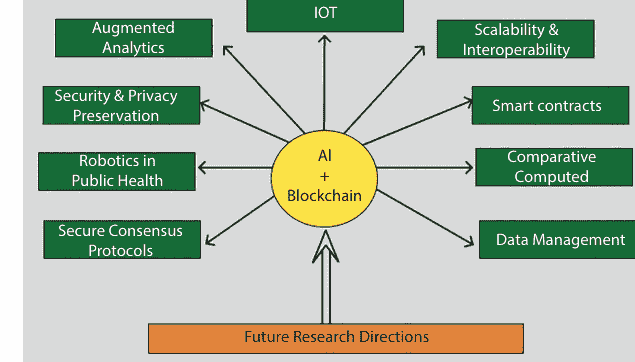 IOT
Augmented
Analytics
Scalability &
Interoperability
Security & Privacy
Preservation
Smart contracts
AI
+
Blockchain
Robotics in
Public Health
Comparative
Computed
Secure Consensus
Protocols
Data Management
Future Research Directions